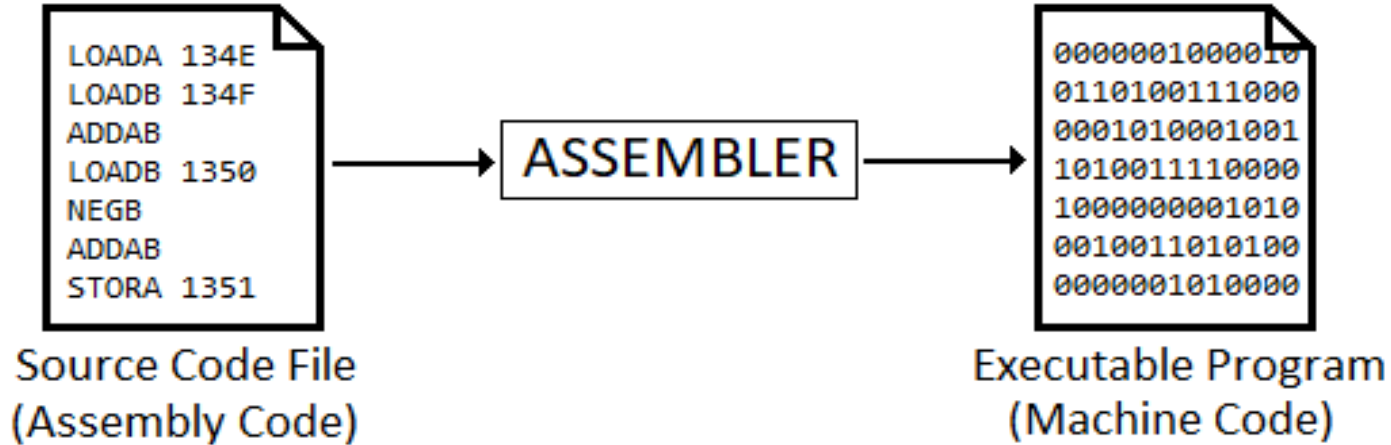 LOADA 134E
LOADB 134F
ADDAB
LOADB 1350
NEGB
ADDAB
STORA 1351
Source Code File
(Assembly Code)
ASSEMBLER
0000001000010
0110100111000
0001010001001
1010011110000
1000000001010
0010011010100
0000001010000
Executable Program
(Machine Code)